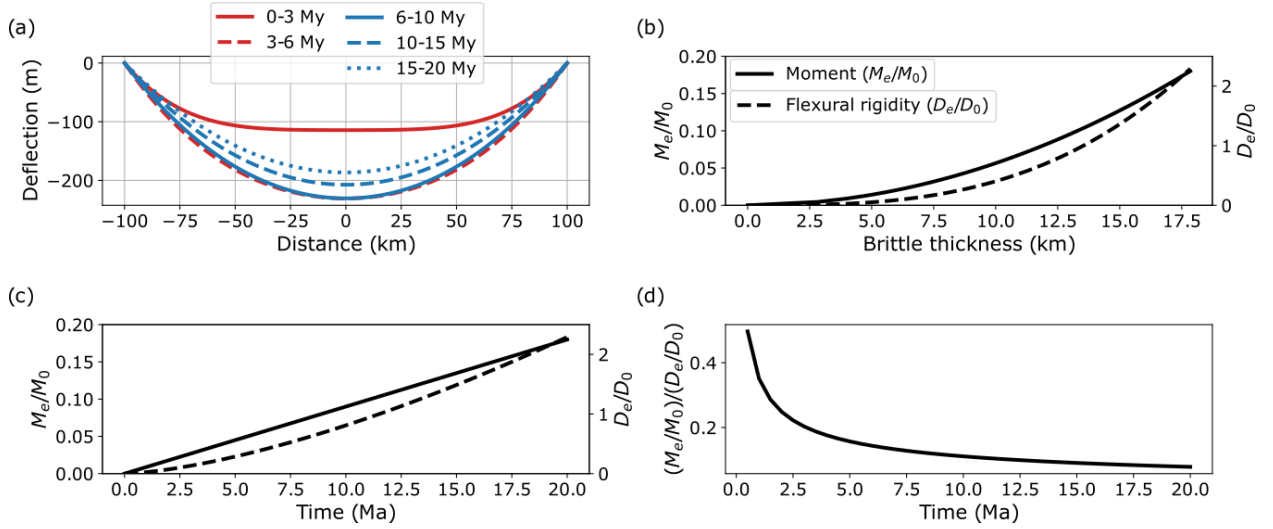 (a)
0-3 My
3-6 My
6-10 My
10-15 My
15-20 My
0
−100
−200
Deflection (m)
−100 −75 −50 −25 0 25 50 75 100
Distance (km)
(b)
Moment (Mₑ/M₀)
Flexural rigidity (Dₑ/D₀)
0.20
0.15
0.10
0.05
0.00
Mₑ/M₀
2
1
0
Dₑ/D₀
0.0 2.5 5.0 7.5 10.0 12.5 15.0 17.5
Brittle thickness (km)
(c)
0.20
0.15
0.10
0.05
0.00
Mₑ/M₀
2
1
0
Dₑ/D₀
0.0 2.5 5.0 7.5 10.0 12.5 15.0 17.5 20.0
Time (Ma)
(d)
0.4
0.2
(Mₑ/M₀)/(Dₑ/D₀)
0.0 2.5 5.0 7.5 10.0 12.5 15.0 17.5 20.0
Time (Ma)